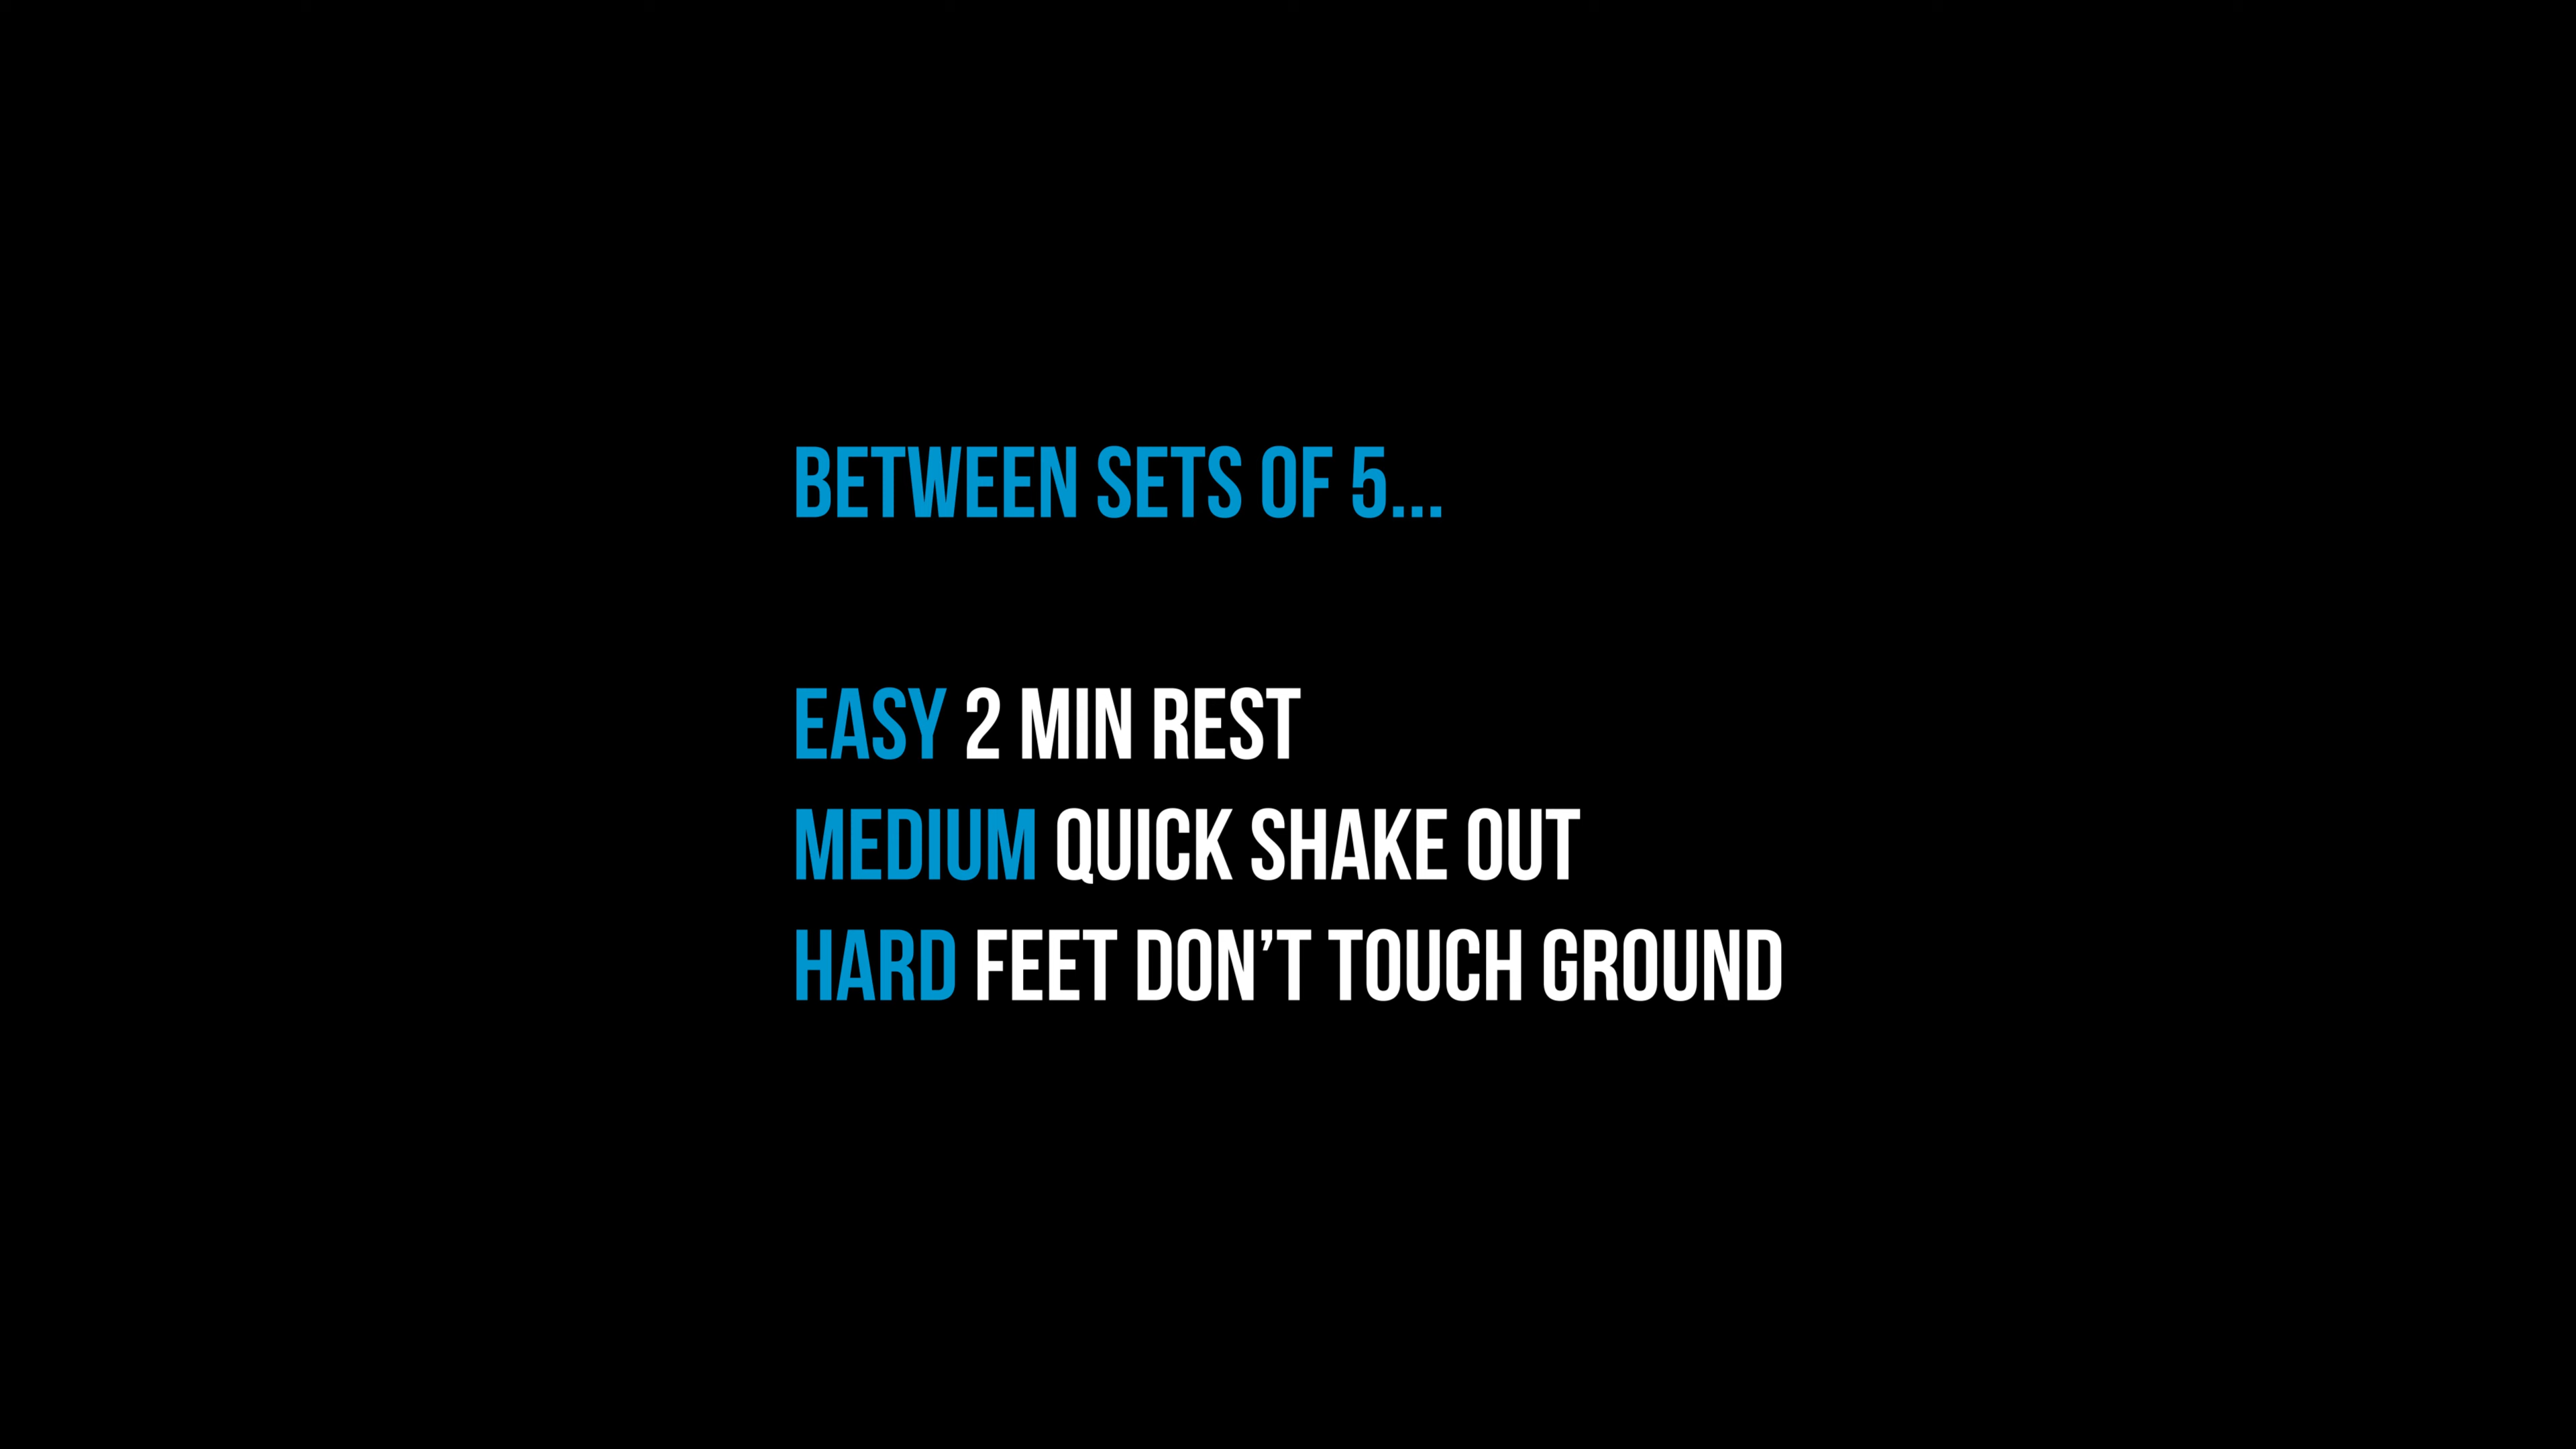 BETWEEN SETS OF 5...
EASY 2 MIN REST
MEDIUM QUICK SHAKE OUT
HARD FEET DON’T TOUCH GROUND